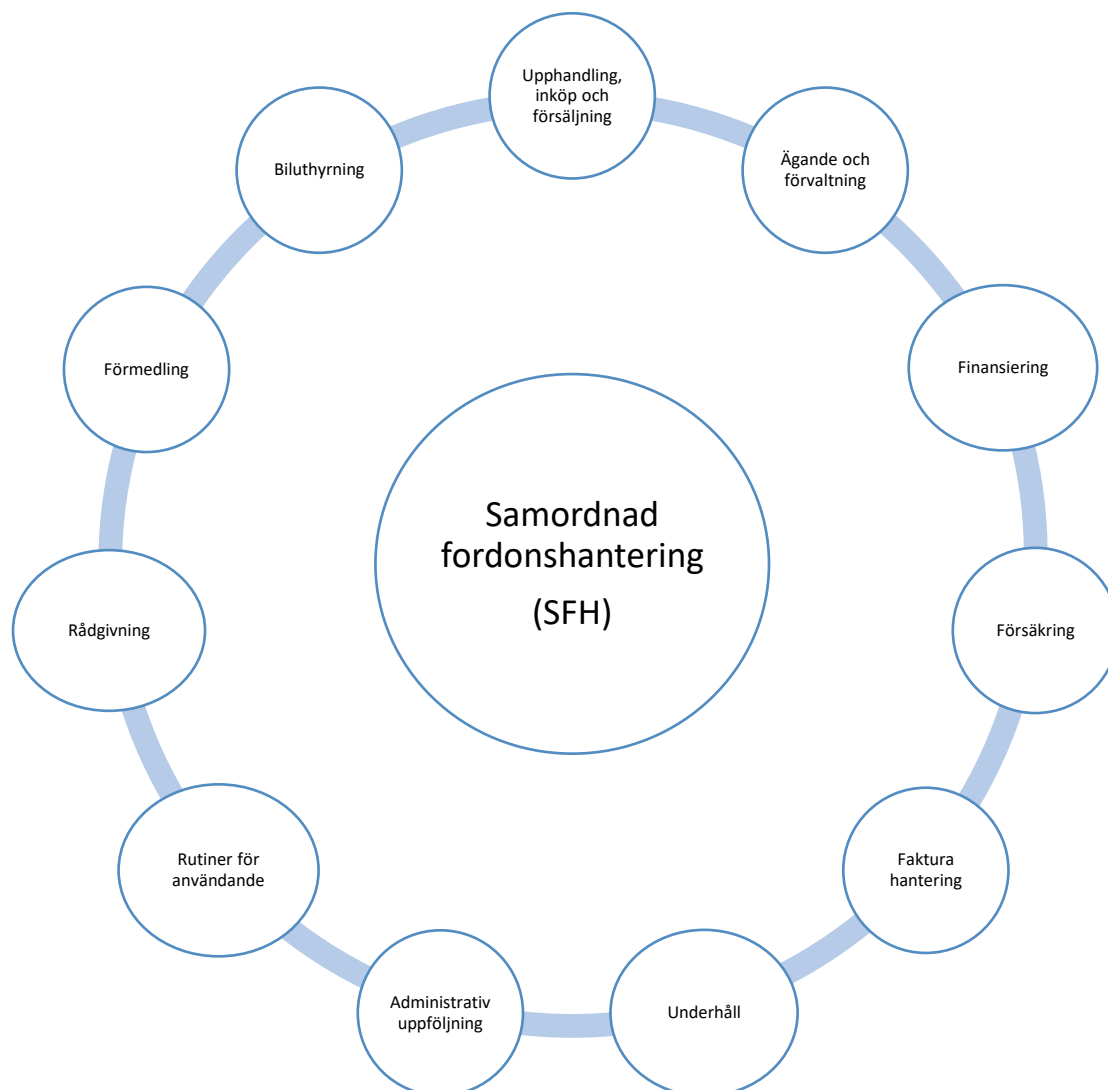 Upphandling,
inköp och
försäljning
Ägande och
förvaltning
Finansiering
Försäkring
Faktura
hantering
Underhåll
Administrativ
uppföljning
Rutiner för
användande
Rådgivning
Förmedling
Biluthyrning
Samordnad
fordonshantering
(SFH)